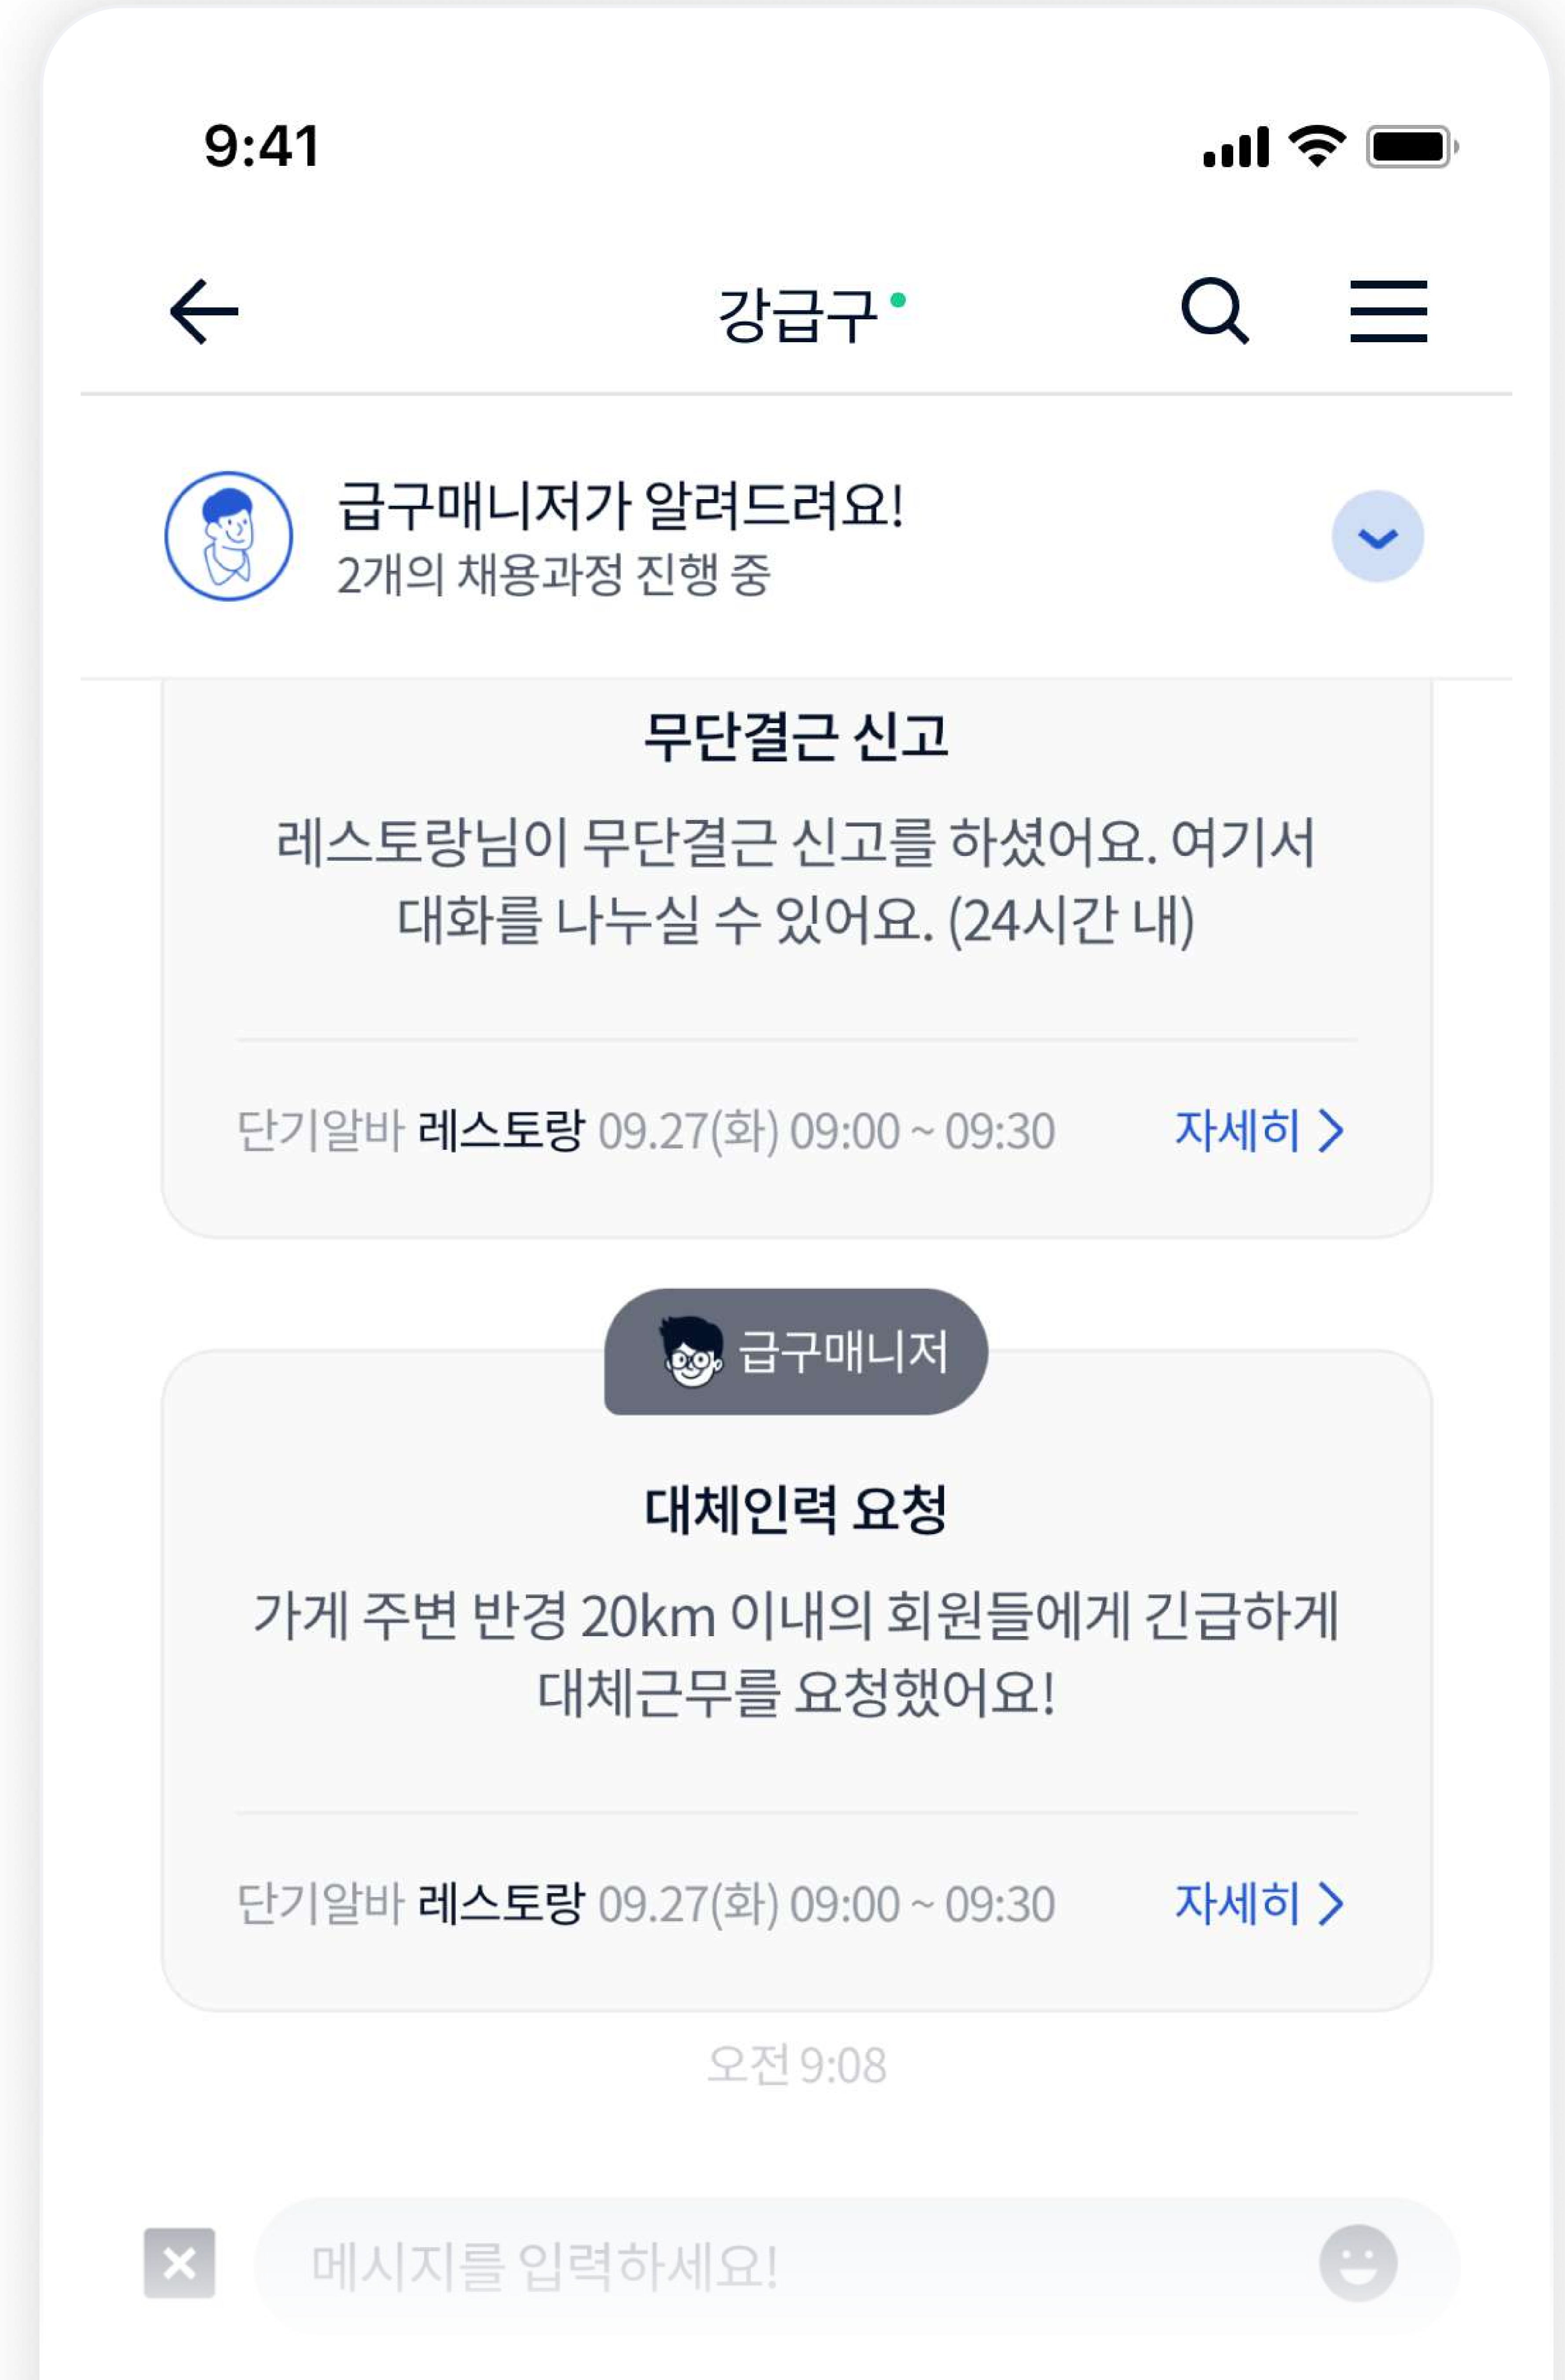 9:41
강급구
급구매니저가 알려드려요!
2개의 채용과정 진행 중
무단결근 신고
레스토랑님이 무단결근 신고를 하셨어요. 여기서
대화를 나누실 수 있어요. (24시간 내)
단기알바 레스토랑 09.27(화) 09:00 ~ 09:30 자세히
급구매니저
대체인력 요청
가게 주변 반경 20km 이내의 회원들에게 긴급하게
대체근무를 요청했어요!
단기알바 레스토랑 09.27(화) 09:00 ~ 09:30 자세히
오전 9:08
메시지를 입력하세요!